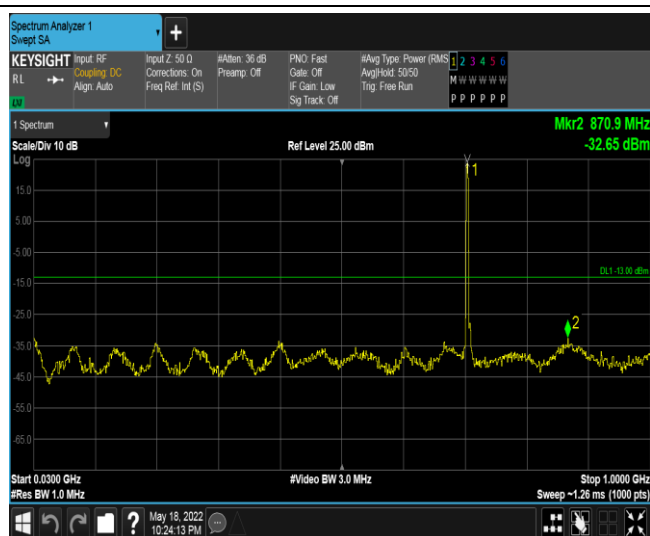 Spectrum Analyzer 1
Swept SA
+
KEYSIGHT
RL
LW
Input: RF
Coupling: DC
Align: Auto
Input Z: 50 Ω
Corrections: On
Freq Ref: Int (S)
#Atten: 36 dB
Preamp: Off
PNO: Fast
Gate: Off
IF Gain: Low
Sig Track: Off
#Avg Type: Power (RMS
Avg|Hold: 50/50
Trig: Free Run
1 2 3 4 5 6
M W W W W W
P P P P P P
1 Spectrum
Mkr2 870.9 MHz
-32.65 dBm
Scale/Div 10 dB
Ref Level 25.00 dBm
Log
1
15.0
5.00
-5.00
DL1 -13.00 dBm
-15.0
-25.0
2
-35.0
-45.0
-55.0
-65.0
Start 0.0300 GHz
#Video BW 3.0 MHz
Stop 1.0000 GHz
#Res BW 1.0 MHz
Sweep ~1.26 ms (1000 pts)
?
May 18, 2022
10:24:13 PM